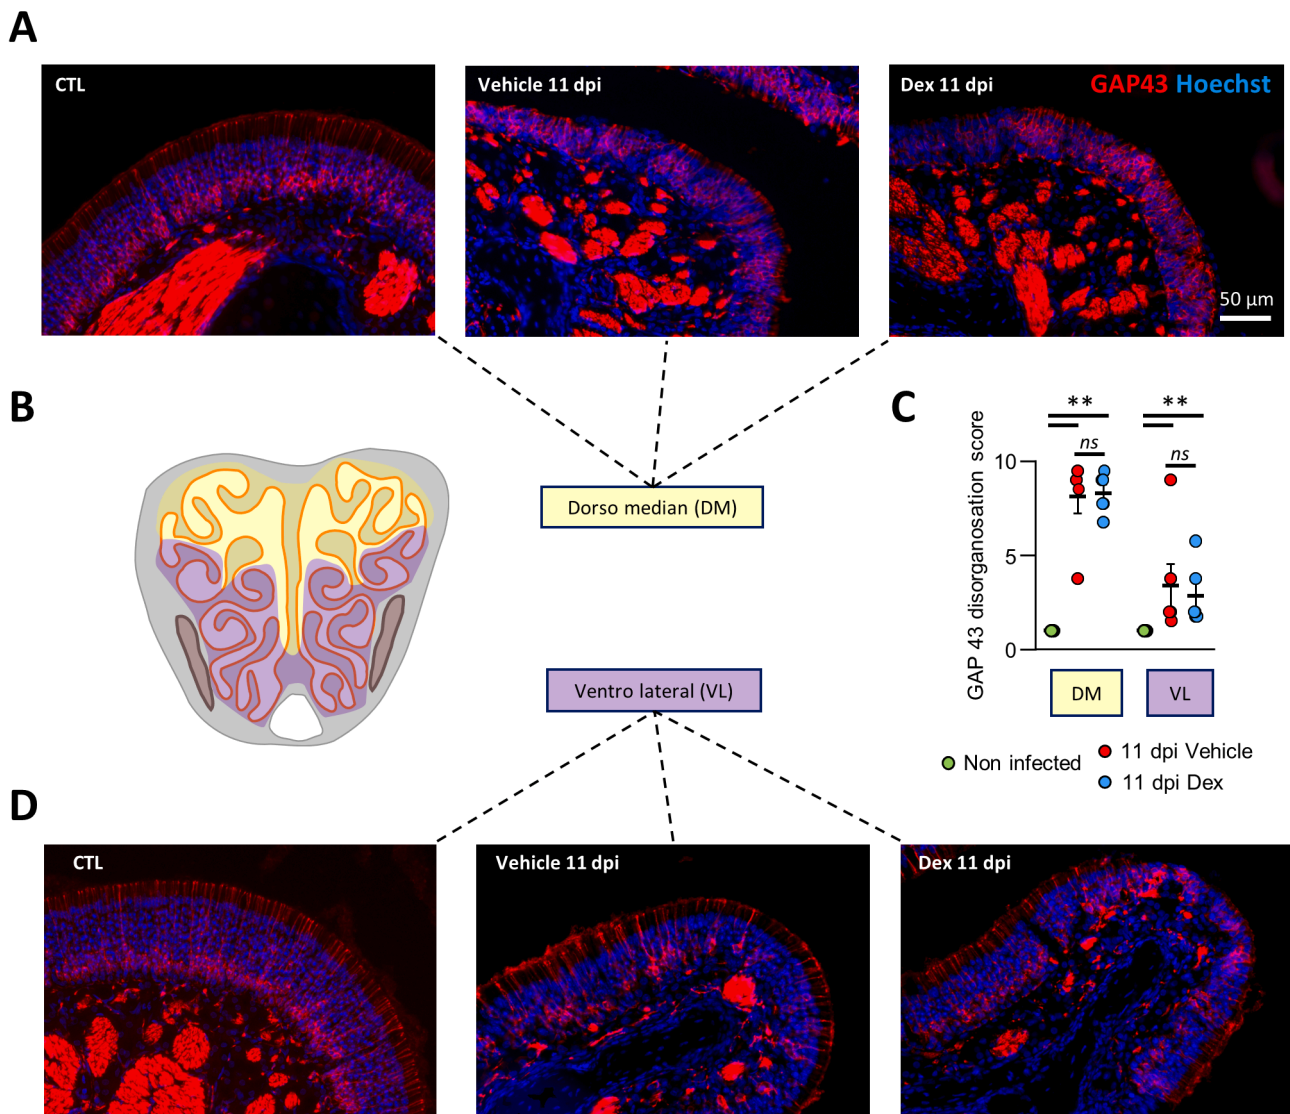 A
CTL
Vehicle 11 dpi
Dex 11 dpi
GAP43 Hoechst
50 µm
B
Dorso median (DM)
Ventro lateral (VL)
C
GAP 43 disorganosation score
** **
ns ns
10
5
0
DM VL
Non infected
11 dpi Vehicle
11 dpi Dex
D
CTL
Vehicle 11 dpi
Dex 11 dpi